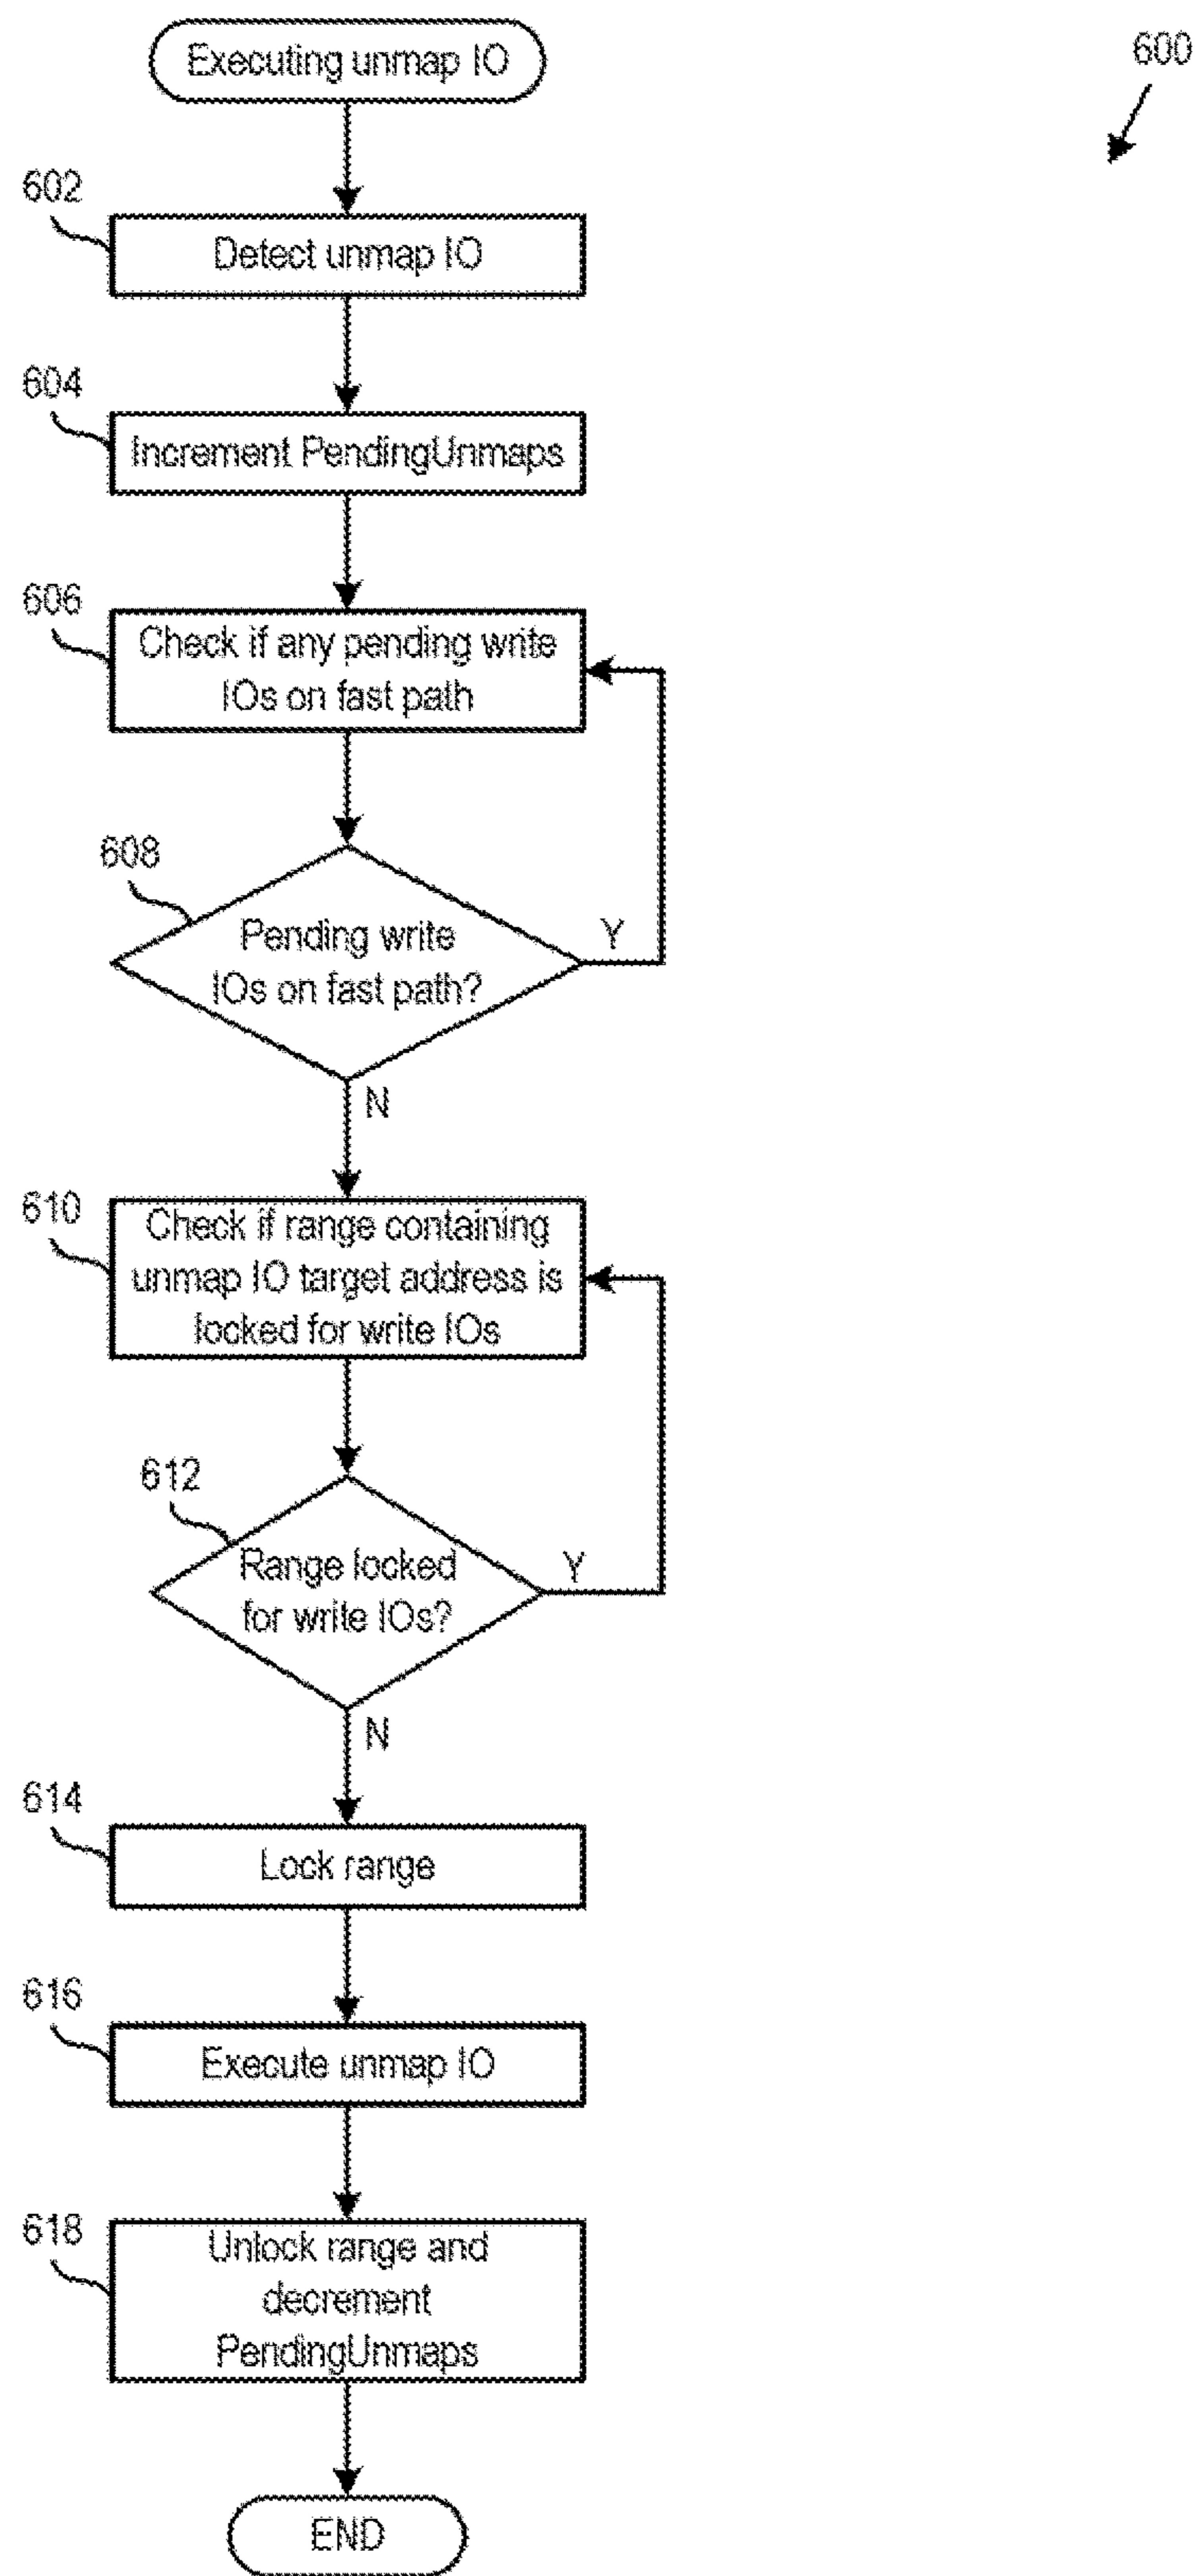 Executing unmap IO
600
602
Detect unmap IO
604
Increment PendingUnmaps
606
Check if any pending write
IOs on fast path
608
Pending write
IOs on fast path?
Y
N
610
Check if range containing
unmap IO target address is
locked for write IOs
612
Range locked
for write IOs?
Y
N
614
Lock range
616
Execute unmap IO
618
Unlock range and
decrement
PendingUnmaps
END